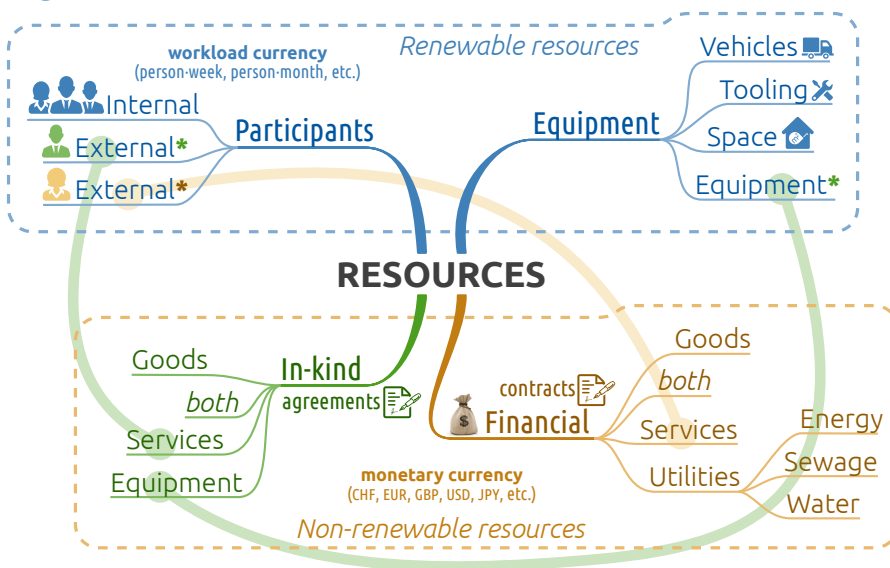 workload currency
(person·week, person·month, etc.)
Renewable resources
Internal
External*
External*
Participants
Equipment
Vehicles
Tooling
Space
Equipment*
RESOURCES
Goods
both
Services
Equipment
In-kind
agreements
contracts
$
Financial
Goods
both
Services
Utilities
Energy
Sewage
Water
monetary currency
(CHF, EUR, GBP, USD, JPY, etc.)
Non-renewable resources